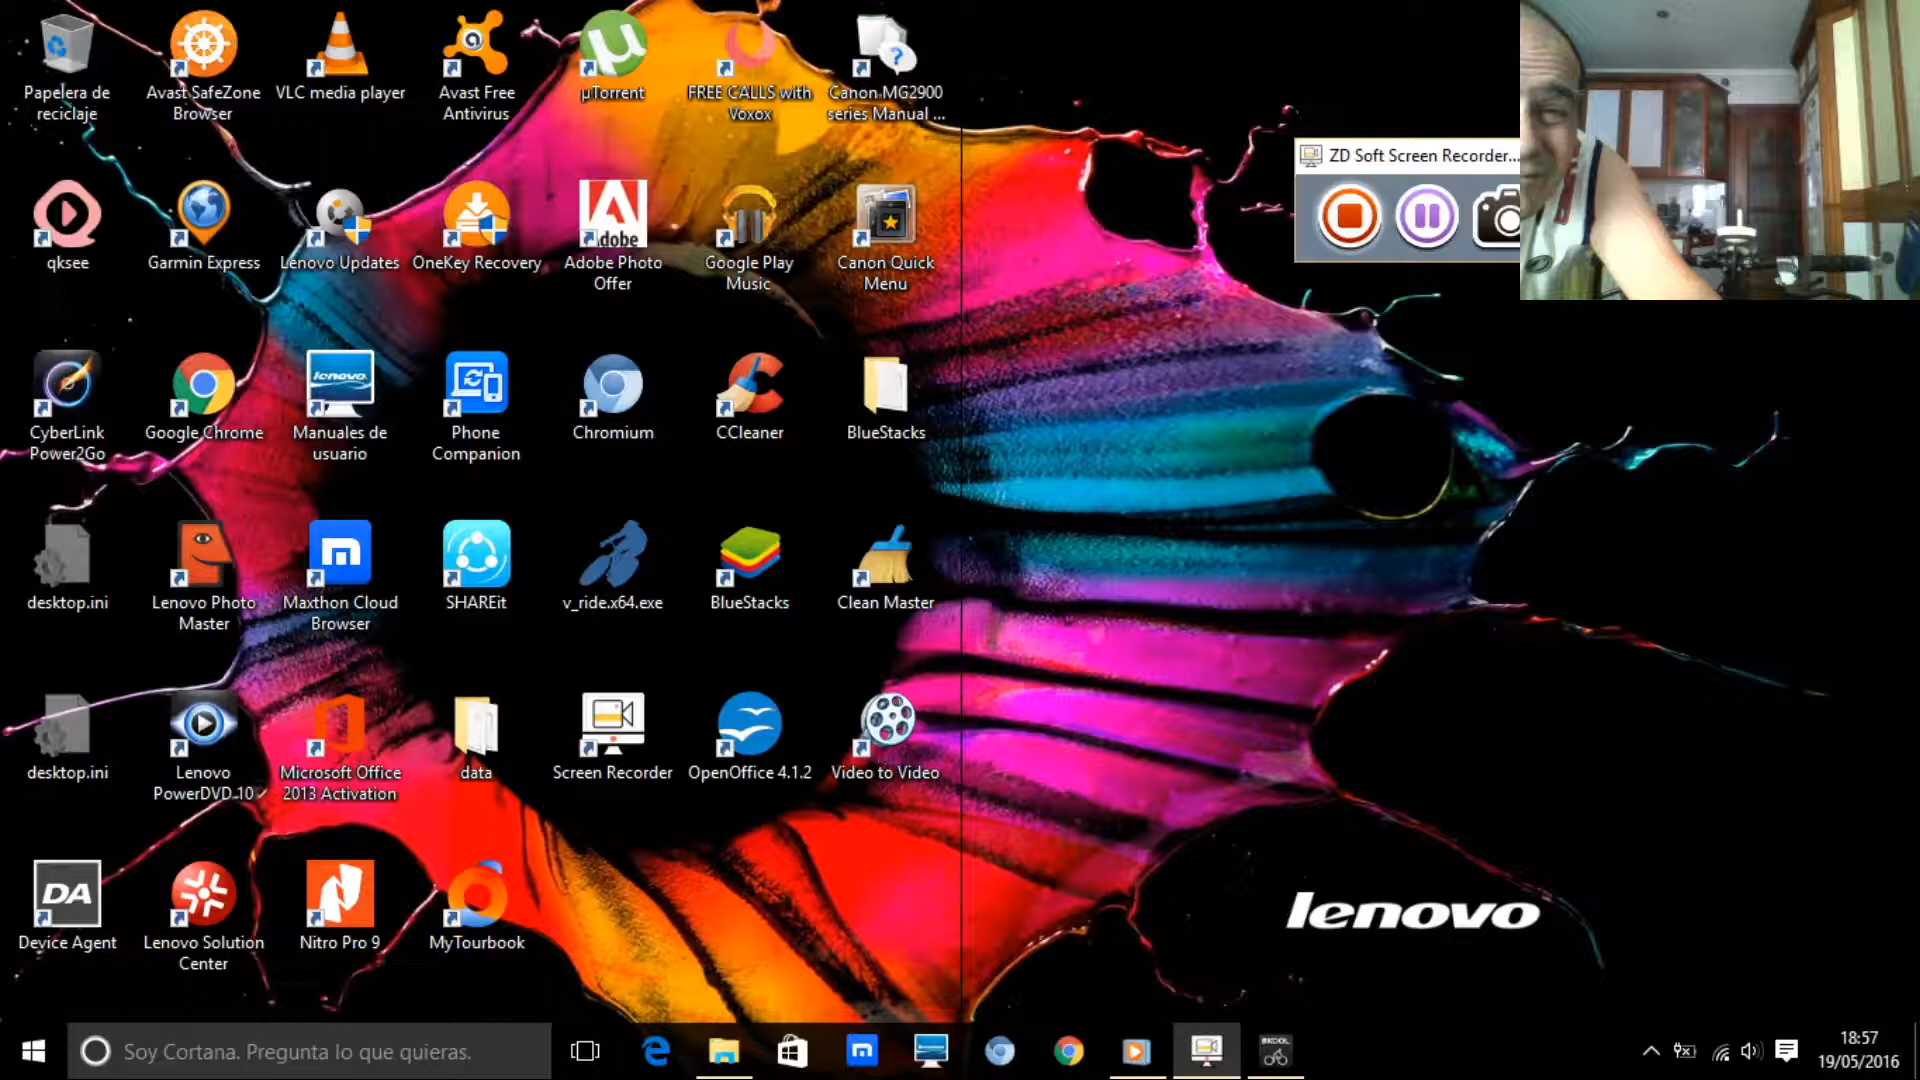 Papelera de
reciclaje
Avast SafeZone
Browser
VLC media player
Avast Free
Antivirus
µTorrent
FREE CALLS with
Voxox
Canon MG2900
series Manual ...
ZD Soft Screen Recorder...
qksee
Garmin Express
Lenovo Updates
OneKey Recovery
Adobe
Adobe Photo
Offer
Google Play
Music
Canon Quick
Menu
CyberLink
Power2Go
Google Chrome
lenovo
Manuales de
usuario
Phone
Companion
Chromium
CCleaner
BlueStacks
desktop.ini
Lenovo Photo
Master
Maxthon Cloud
Browser
SHAREit
v_ride.x64.exe
BlueStacks
Clean Master
desktop.ini
Lenovo
PowerDVD 10
Microsoft Office
2013 Activation
data
Screen Recorder
OpenOffice 4.1.2
Video to Video
DA
Device Agent
Lenovo Solution
Center
Nitro Pro 9
MyTourbook
lenovo
Soy Cortana. Pregunta lo que quieras.
BKOOL
18:57
19/05/2016